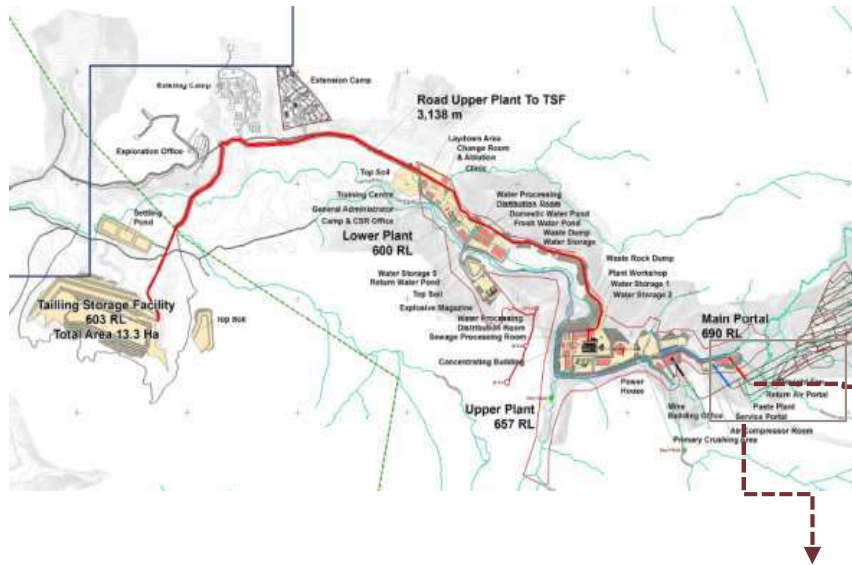 Existing Camp
Extension Camp
Road Upper Plant To TSF
3,138 m
Exploration Office
Laydown Area
Change Room
& Ablution
Clinic
Top Soil
Training Centre
General Administrator
Camp & CSR Office
Settling
Pond
Lower Plant
600 RL
Water Processing
Distribution Room
Domestic Water Pond
Fresh Water Pond
Waste Dump
Water Storage
Waste Rock Dump
Plant Workshop
Water Storage 1
Water Storage 2
Water Storage 5
Return Water Pond
Top Soil
Explosive Magazine
Water Processing
Distribution Room
Sewage Processing Room
Concentrating Building
Tailling Storage Facility
603 RL
Total Area 13.3 Ha
Top Soil
Main Portal
690 RL
Upper Plant
657 RL
Power
House
Mine
Building Office
Return Air Portal
Paste Plant
Service Portal
Air Compressor Room
Primary Crushing Area